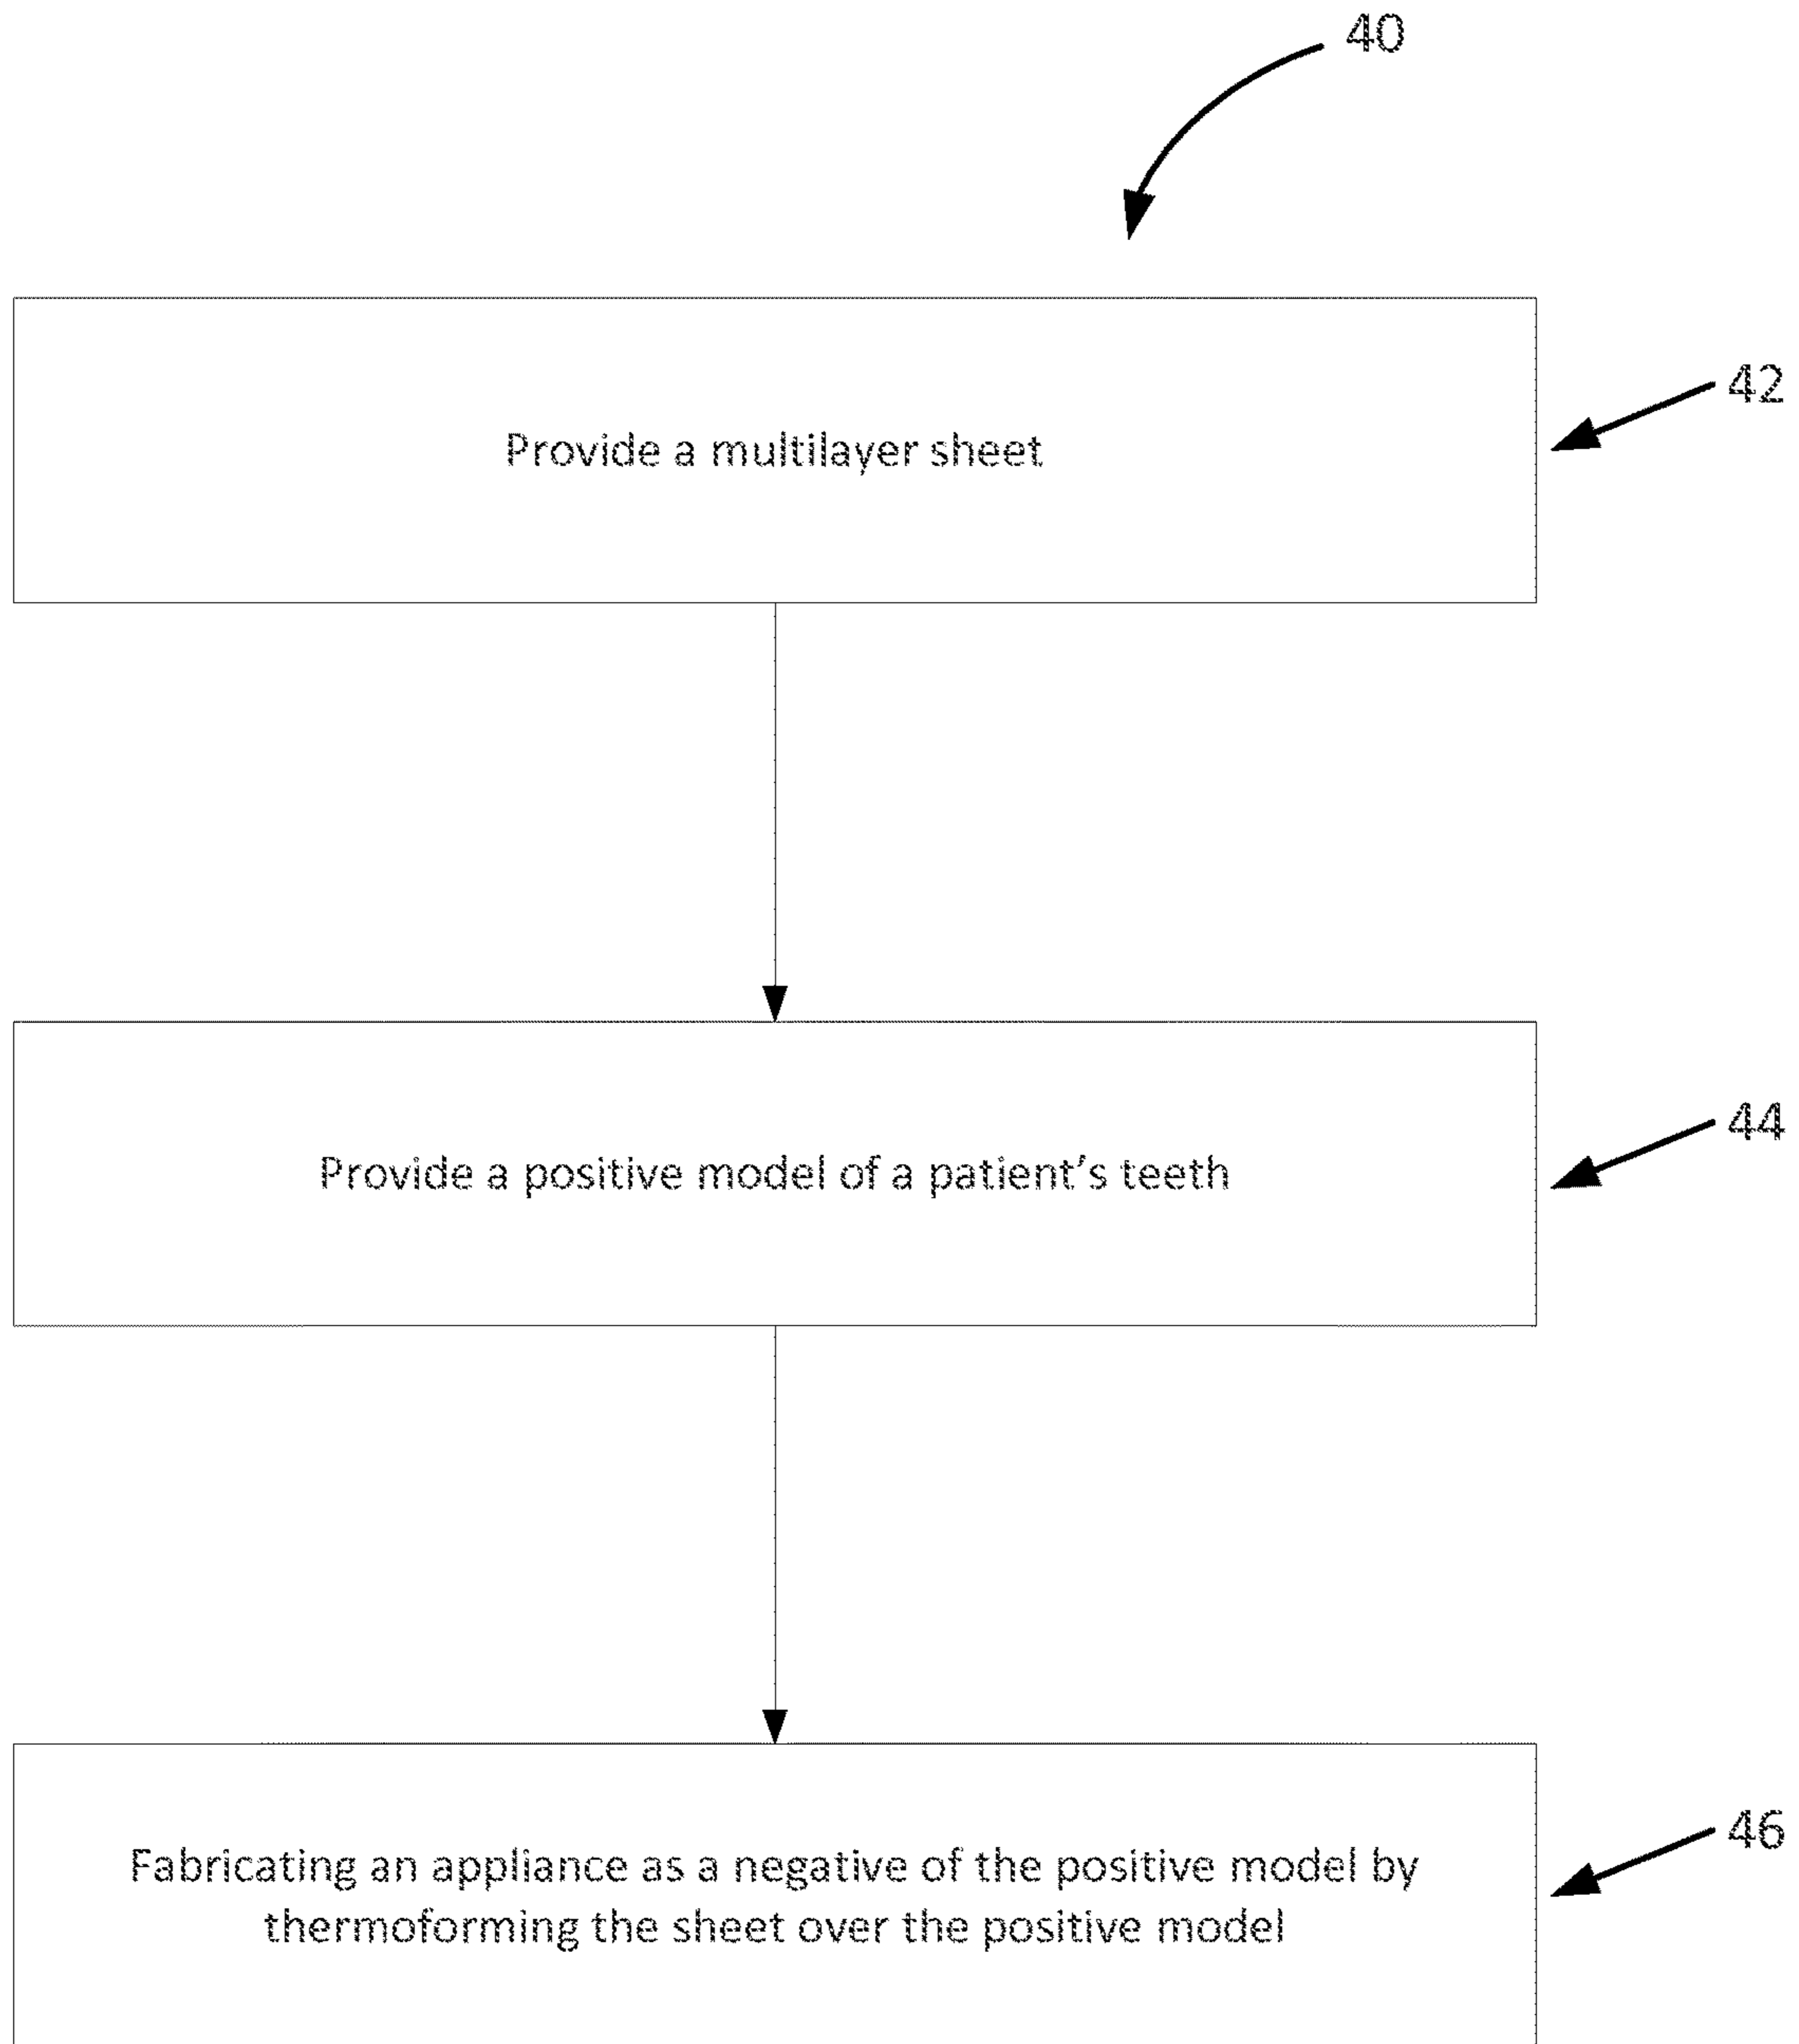 40
Provide a multilayer sheet
42
Provide a positive model of a patient's teeth
44
Fabricating an appliance as a negative of the positive model by
thermoforming the sheet over the positive model
46